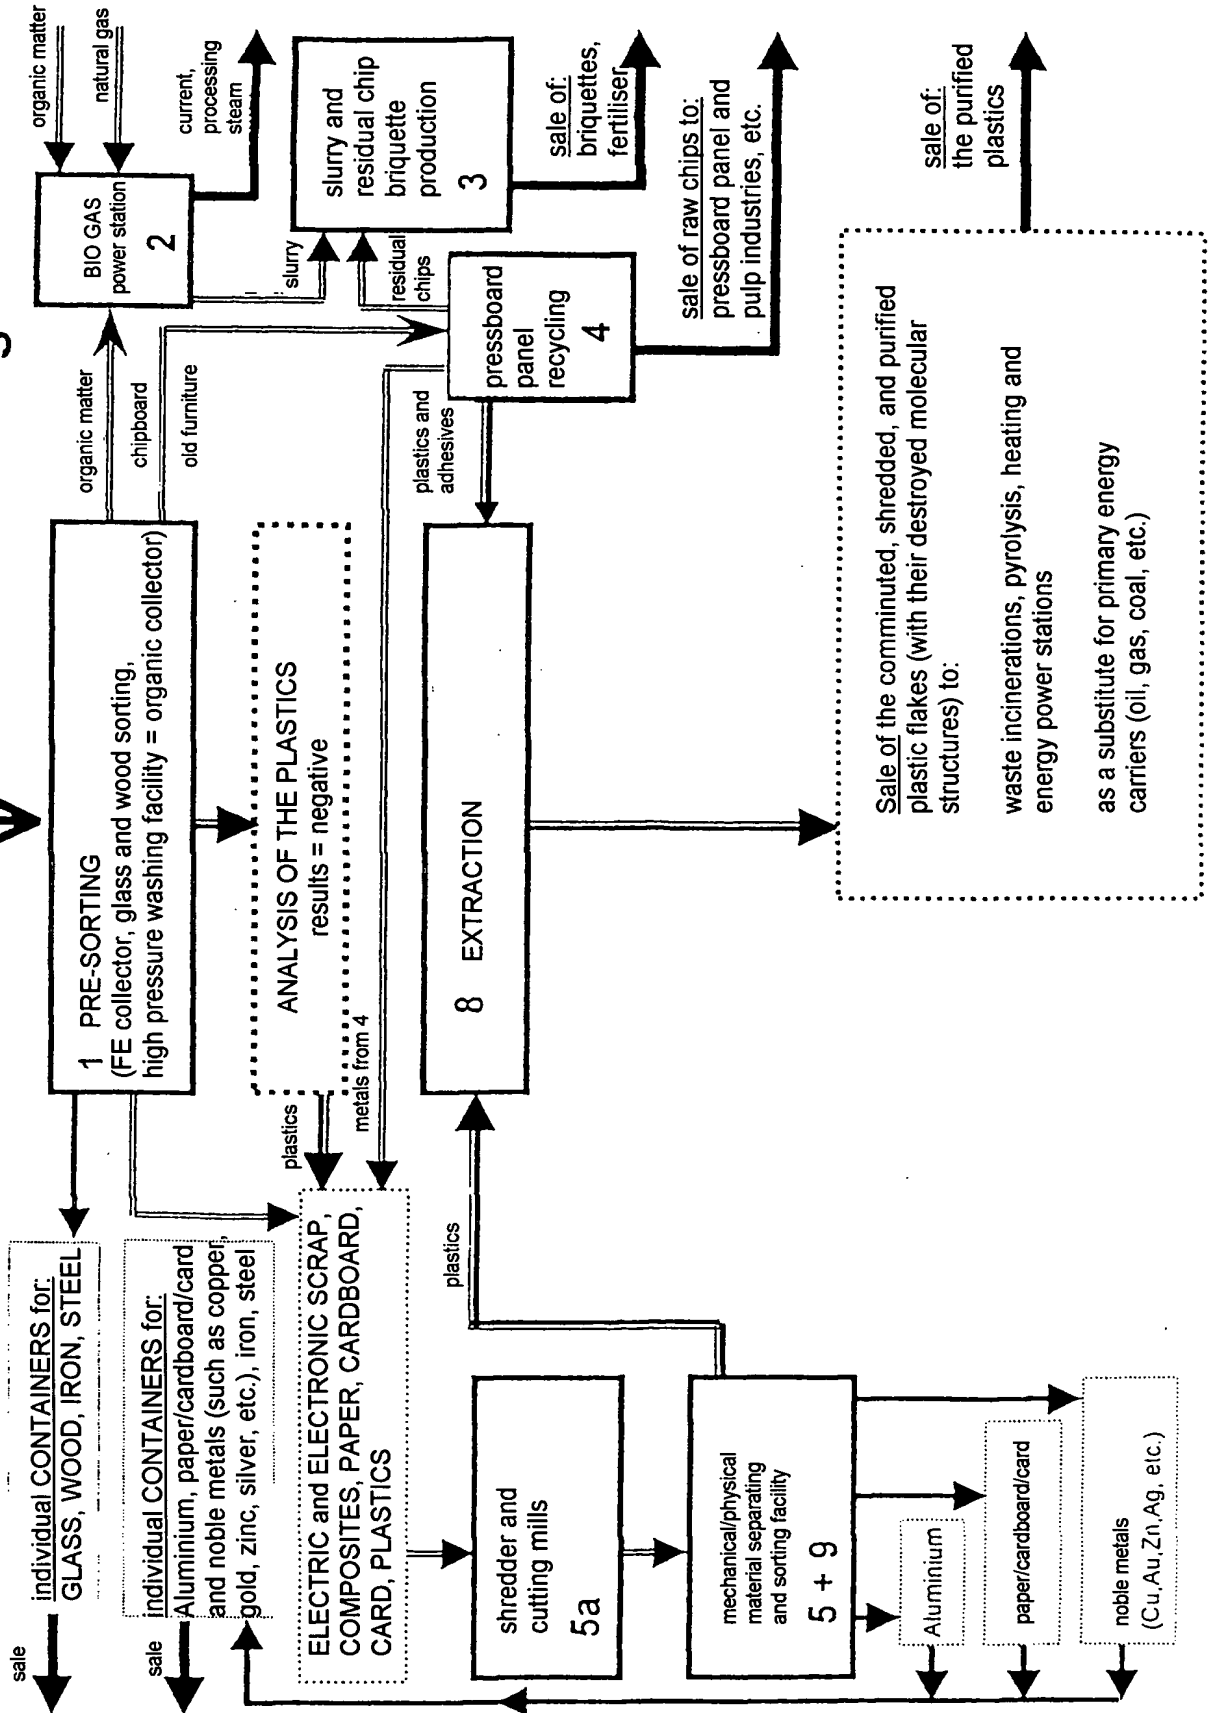 organic matter
natural gas
BIO GAS
power station
2
current,
processing
steam
slurry and
residual chip
briquette
production
3
sale of:
briquettes,
fertiliser
slurry
residual
chips
organic matter
chipboard
old furniture
pressboard
panel
recycling
4
sale of raw chips to:
pressboard panel and
pulp industries, etc.
sale of:
the purified
plastics
1 PRE-SORTING
(FE collector, glass and wood sorting,
high pressure washing facility = organic collector)
ANALYSIS OF THE PLASTICS
results = negative
plastics and
adhesives
8 EXTRACTION
Sale of the comminuted, shredded, and purified
plastic flakes (with their destroyed molecular
structures) to:
waste incinerations, pyrolysis, heating and
energy power stations
as a substitute for primary energy
carriers (oil, gas, coal, etc.)
plastics
metals from 4
plastics
sale
individual CONTAINERS for:
GLASS, WOOD, IRON, STEEL
sale
individual CONTAINERS for:
Aluminium, paper/cardboard/card
and noble metals (such as copper,
gold, zinc, silver, etc.), iron, steel
ELECTRIC and ELECTRONIC SCRAP,
COMPOSITES, PAPER, CARDBOARD,
CARD, PLASTICS
shredder and
cutting mills
5a
mechanical/physical
material separating
and sorting facility
5 + 9
Aluminium
paper/cardboard/card
noble metals
(Cu,Au,Zn,Ag, etc.)